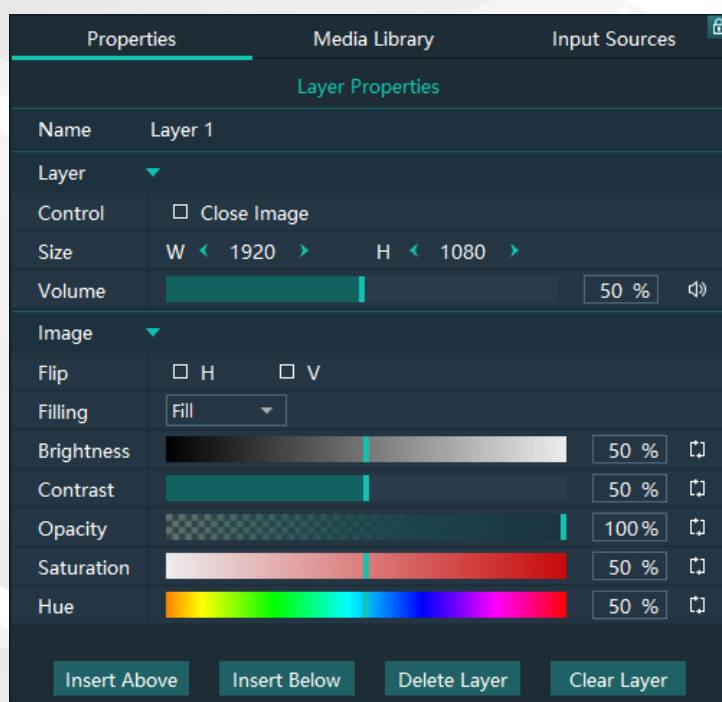 Properties Media Library Input Sources
Layer Properties
Name Layer 1
Layer
Control Close Image
Size W 1920 H 1080
Volume 50 %
Image
Flip H V
Filling Fill
Brightness 50 %
Contrast 50 %
Opacity 100%
Saturation 50 %
Hue 50 %
Insert Above Insert Below Delete Layer Clear Layer